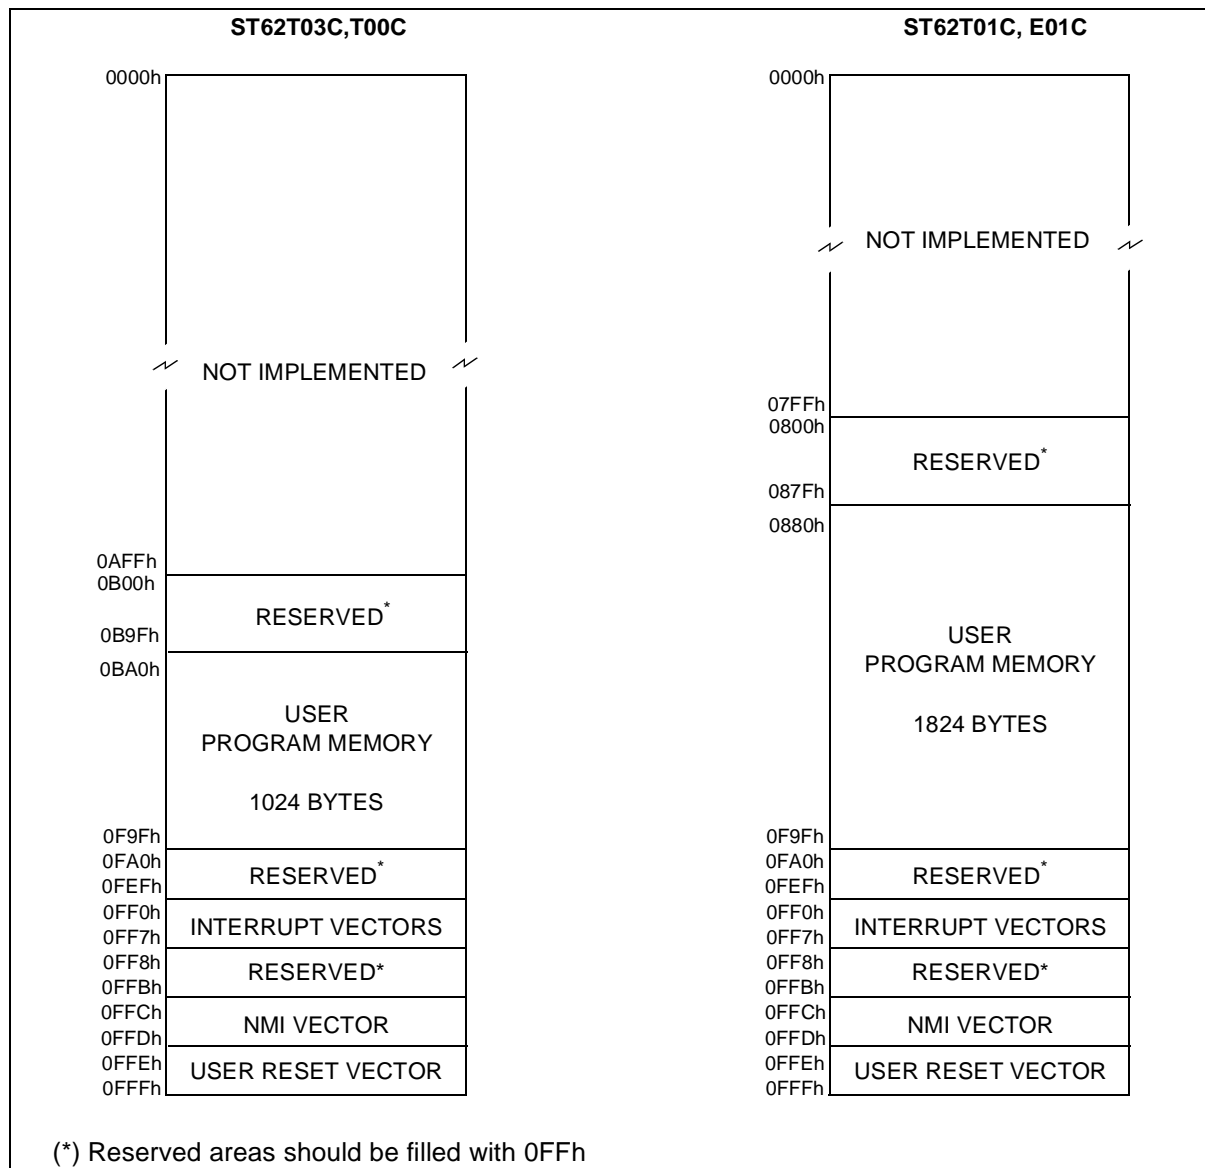 ST62T03C,T00C
0000h
NOT IMPLEMENTED
0AFFh
0B00h
RESERVED*
0B9Fh
0BA0h
USER
PROGRAM MEMORY
1024 BYTES
0F9Fh
0FA0h
RESERVED*
0FEFh
0FF0h
INTERRUPT VECTORS
0FF7h
0FF8h
RESERVED*
0FFBh
0FFCh
NMI VECTOR
0FFDh
0FFEh
USER RESET VECTOR
0FFFh
ST62T01C, E01C
0000h
NOT IMPLEMENTED
07FFh
0800h
RESERVED*
087Fh
0880h
USER
PROGRAM MEMORY
1824 BYTES
0F9Fh
0FA0h
RESERVED*
0FEFh
0FF0h
INTERRUPT VECTORS
0FF7h
0FF8h
RESERVED*
0FFBh
0FFCh
NMI VECTOR
0FFDh
0FFEh
USER RESET VECTOR
0FFFh
(*) Reserved areas should be filled with 0FFh